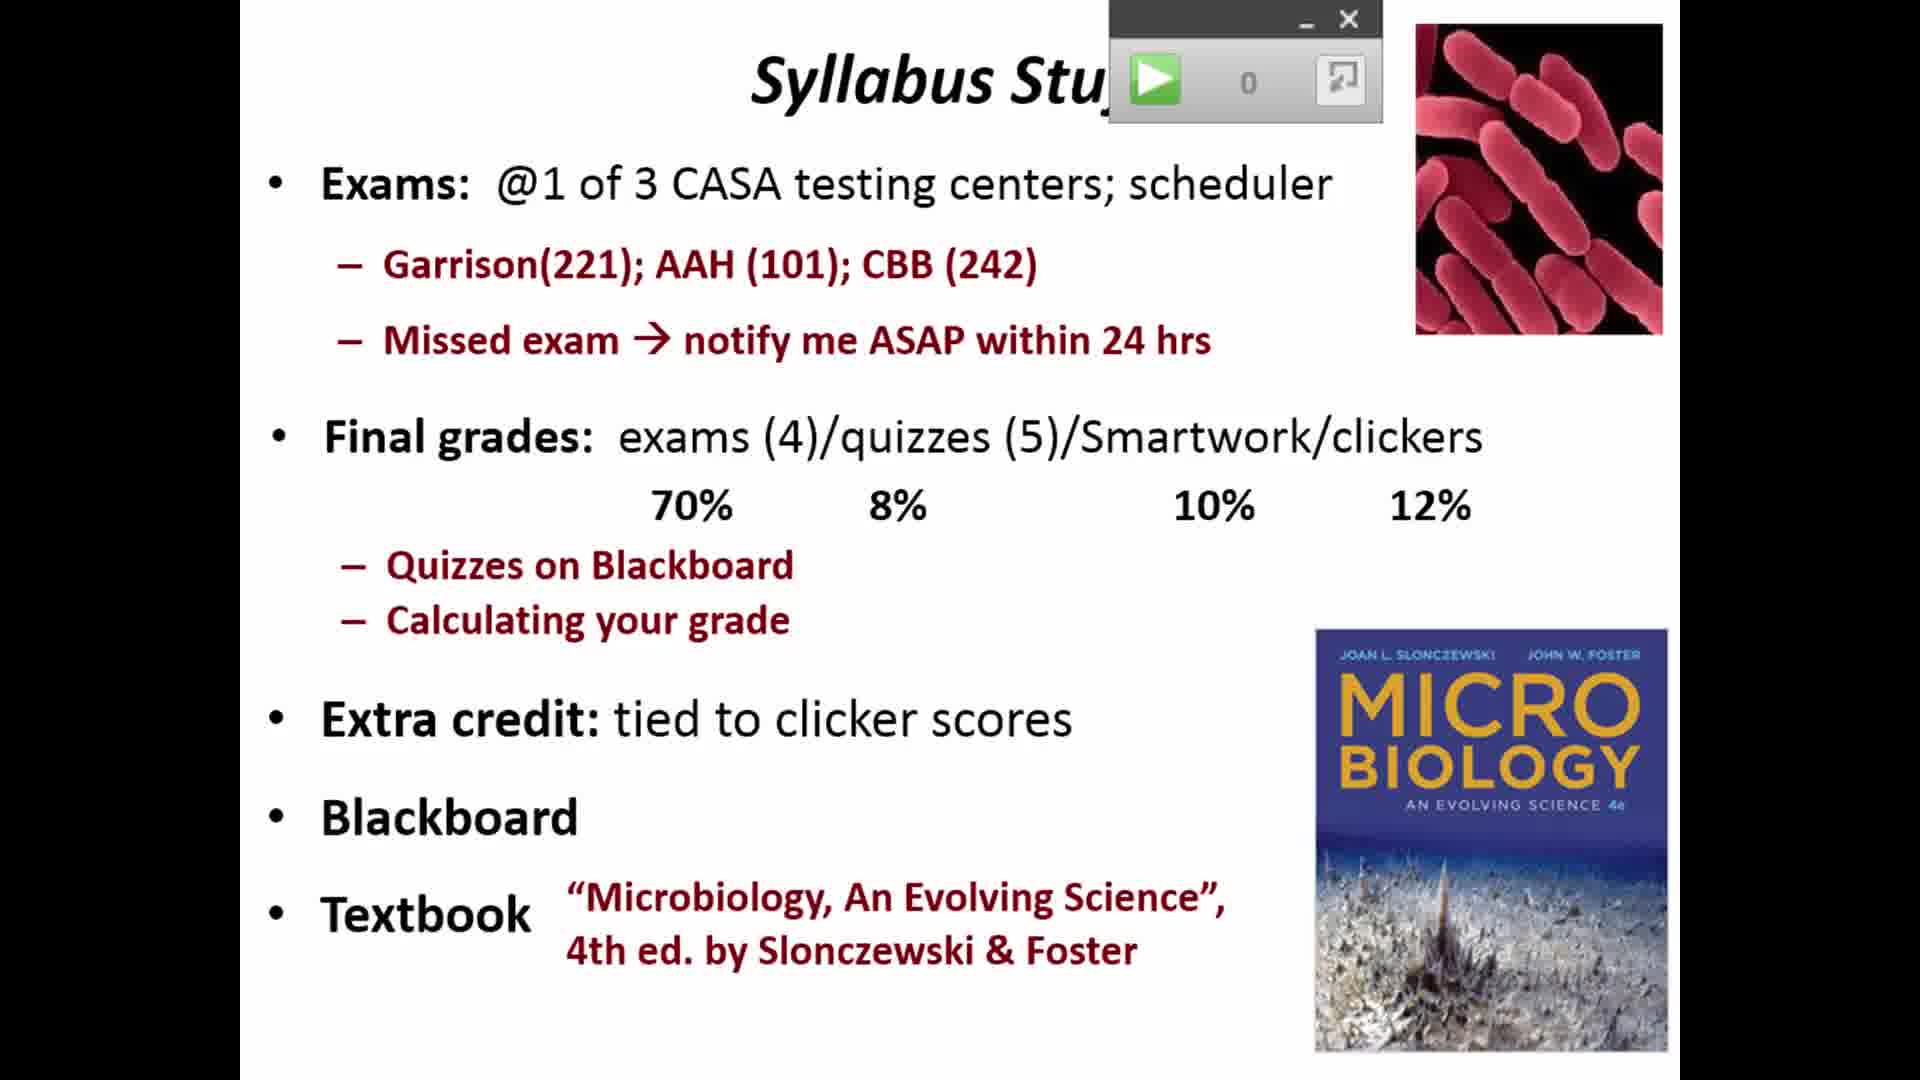 Syllabus Stu
0
• Exams: @1 of 3 CASA testing centers; scheduler
– Garrison(221); AAH (101); CBB (242)
– Missed exam → notify me ASAP within 24 hrs
• Final grades: exams (4)/quizzes (5)/Smartwork/clickers
70% 8% 10% 12%
– Quizzes on Blackboard
– Calculating your grade
• Extra credit: tied to clicker scores
• Blackboard
• Textbook “Microbiology, An Evolving Science”,
4th ed. by Slonczewski & Foster
JOAN L. SLONCZEWSKI JOHN W. FOSTER
MICRO
BIOLOGY
AN EVOLVING SCIENCE 4e